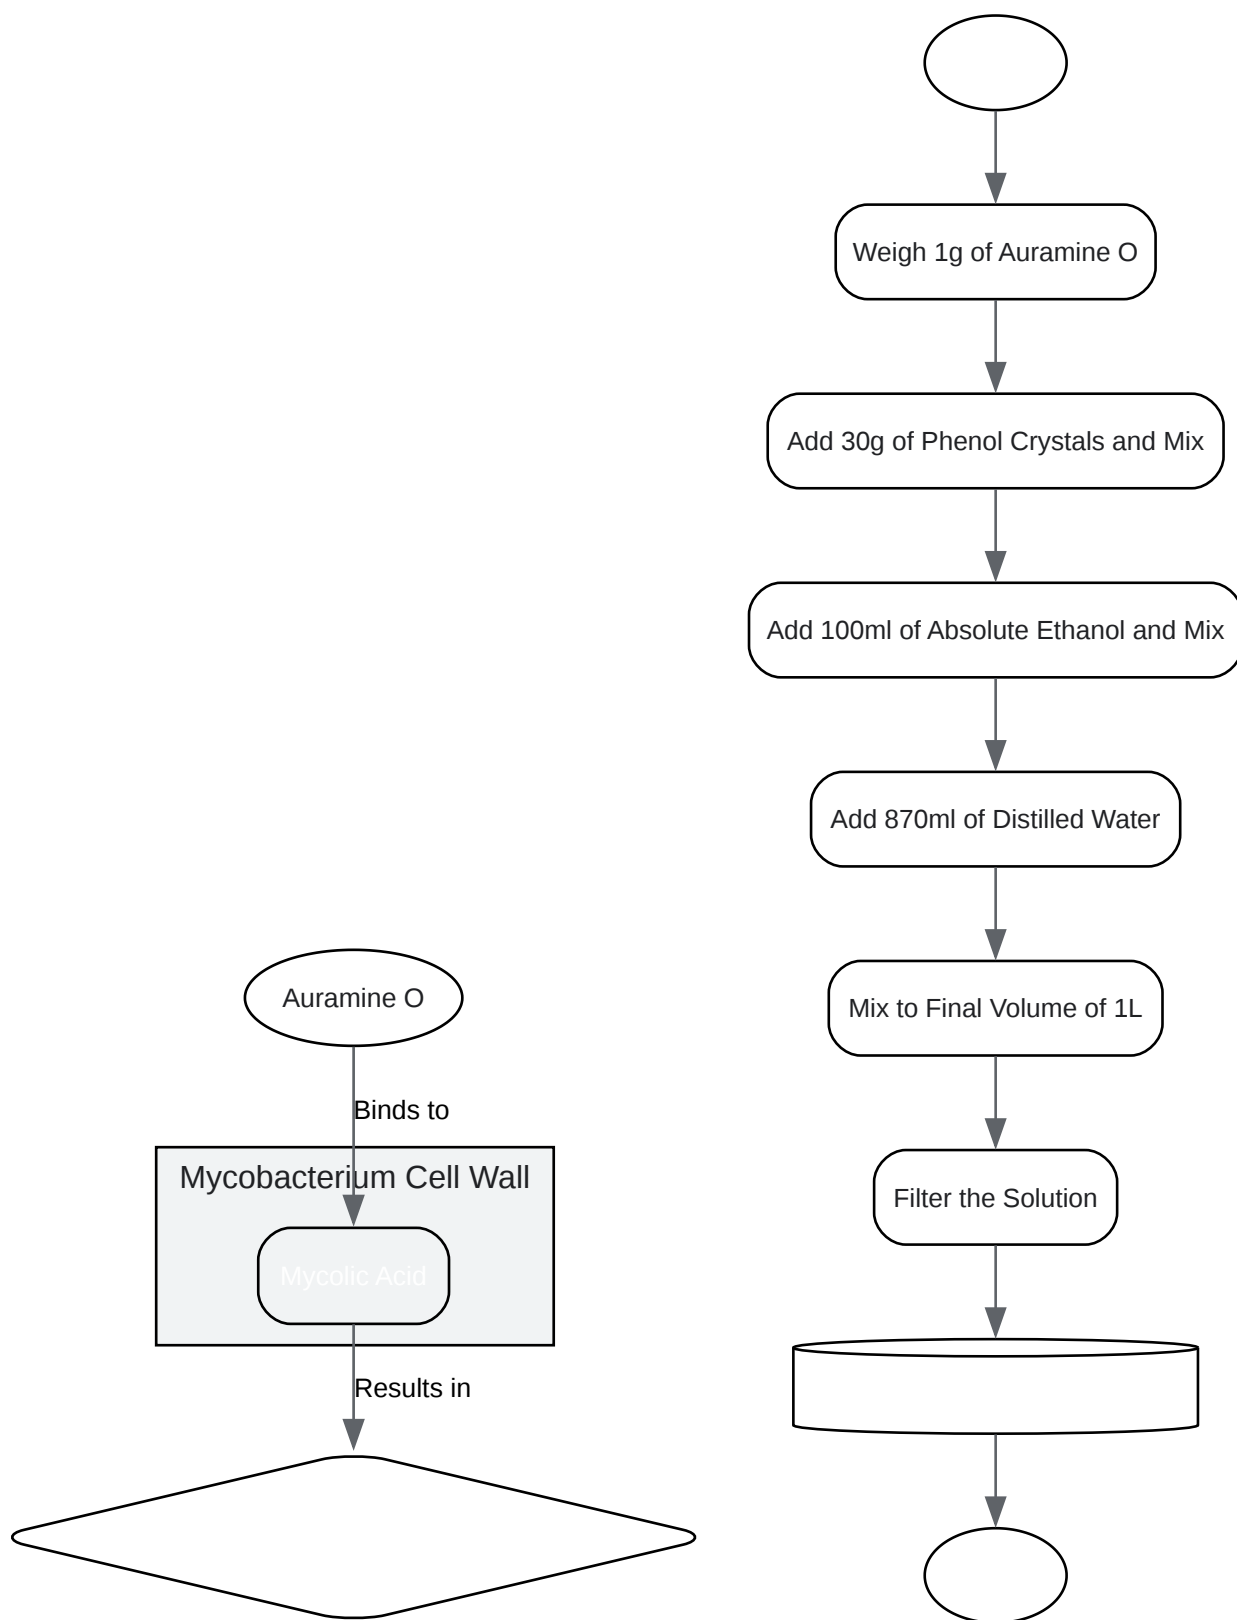 Weigh 1g of Auramine O
Add 30g of Phenol Crystals and Mix
Add 100ml of Absolute Ethanol and Mix
Add 870ml of Distilled Water
Mix to Final Volume of 1L
Filter the Solution
Auramine O
Binds to
Mycobacterium Cell Wall
Mycolic Acid
Results in